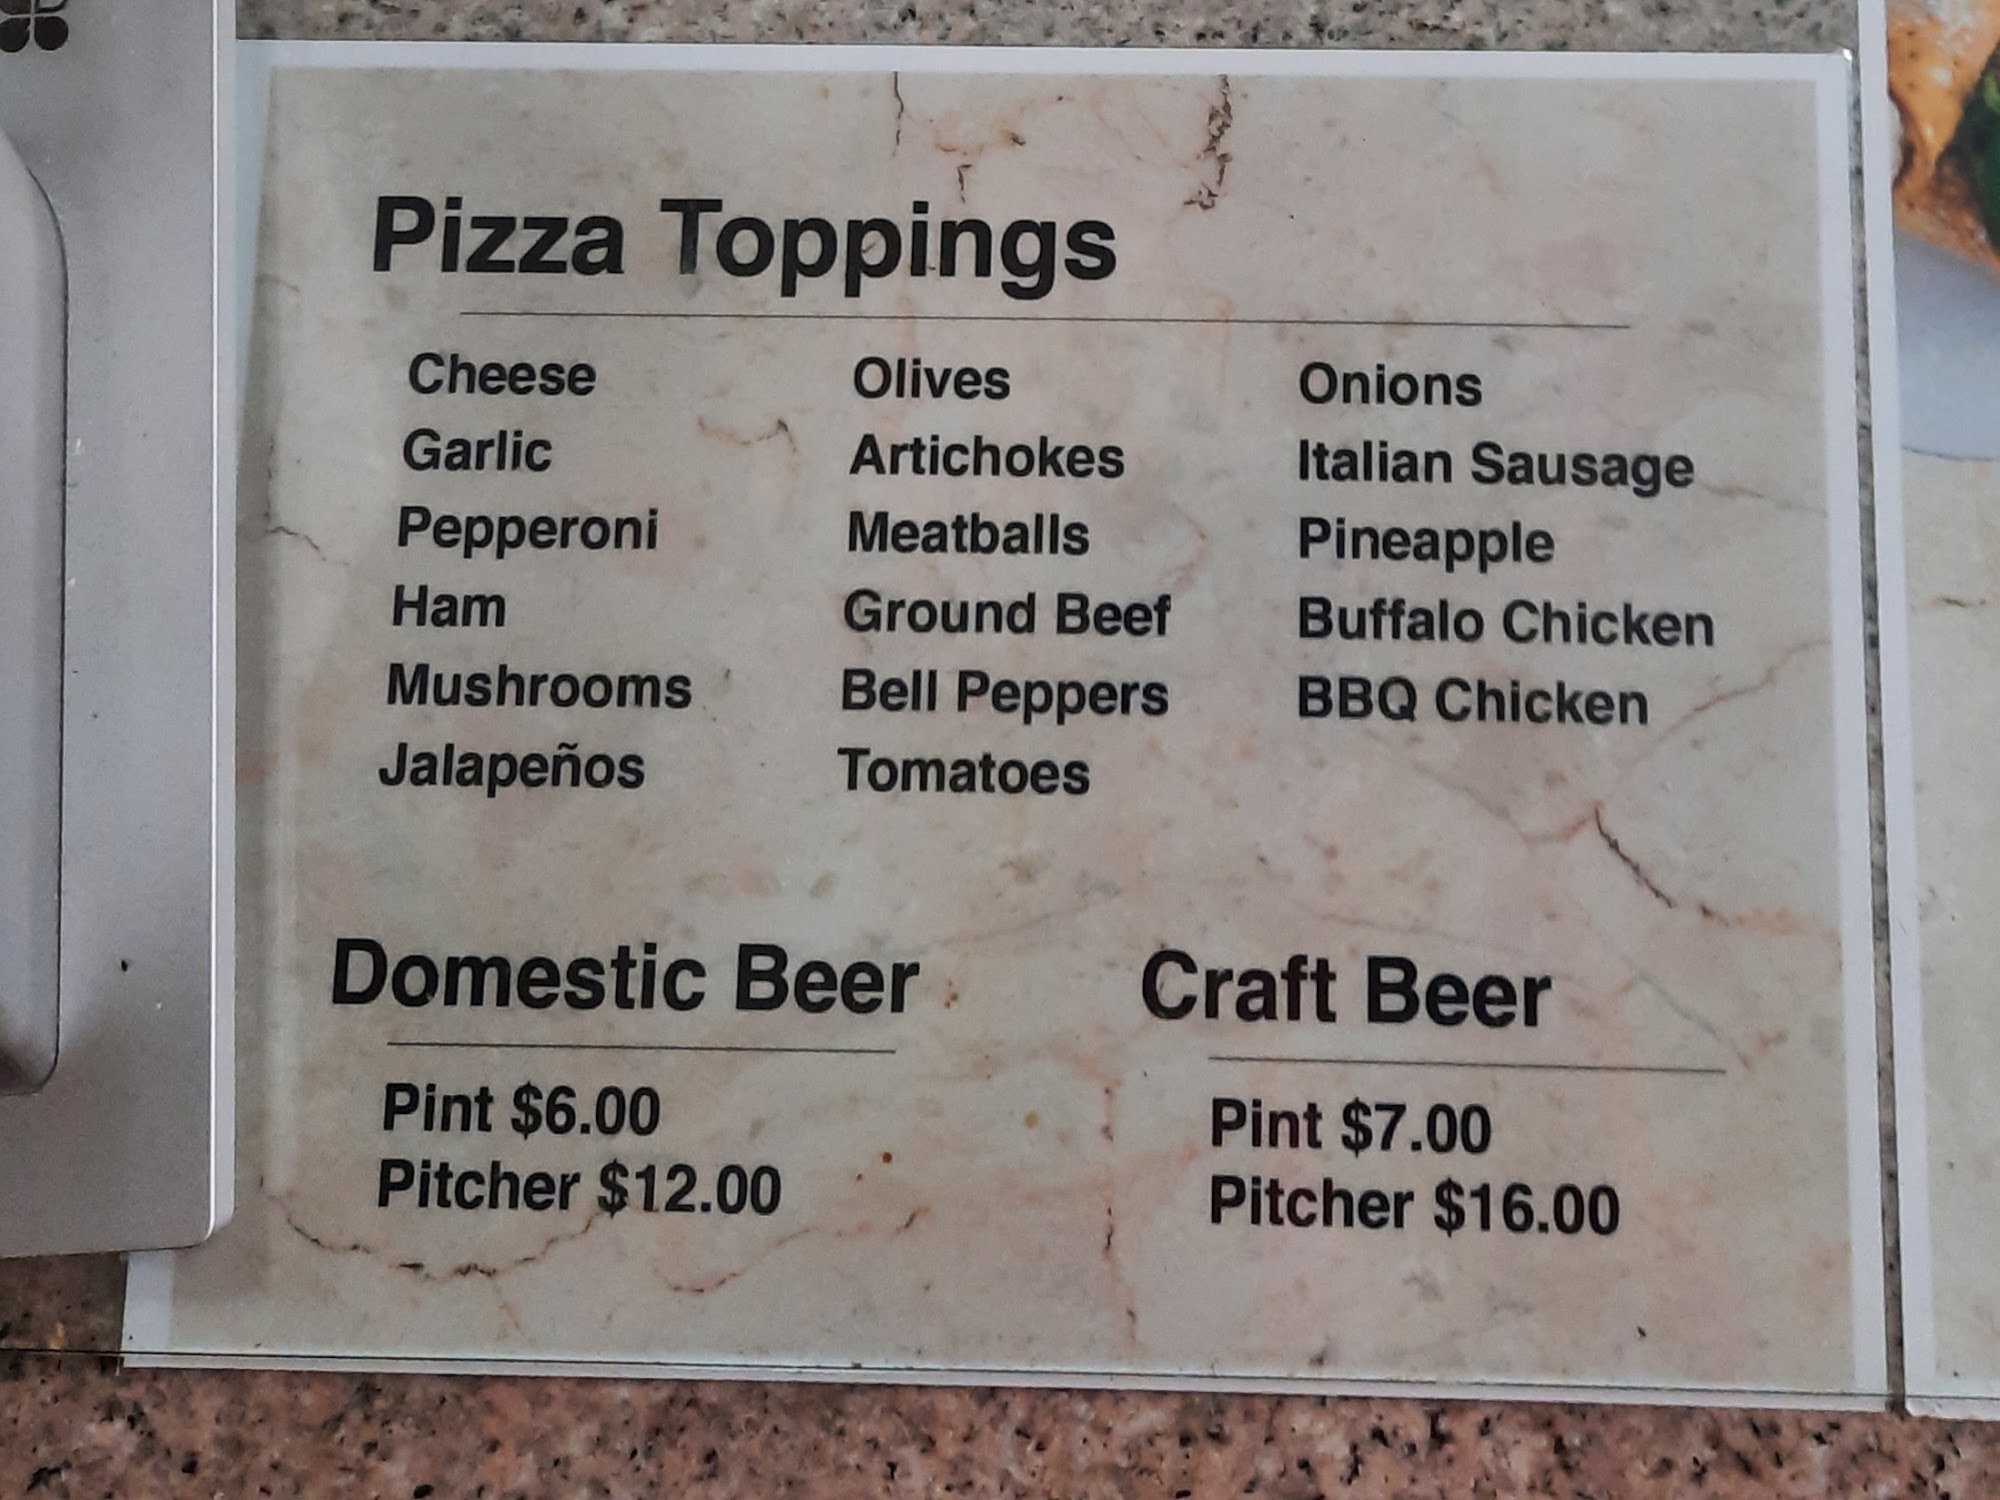 Pizza Toppings
Cheese
Garlic
Pepperoni
Ham
Mushrooms
Jalapeños
Olives
Artichokes
Meatballs
Ground Beef
Bell Peppers
Tomatoes
Onions
Italian Sausage
Pineapple
Buffalo Chicken
BBQ Chicken
Domestic Beer
Pint $6.00
Pitcher $12.00
Craft Beer
Pint $7.00
Pitcher $16.00